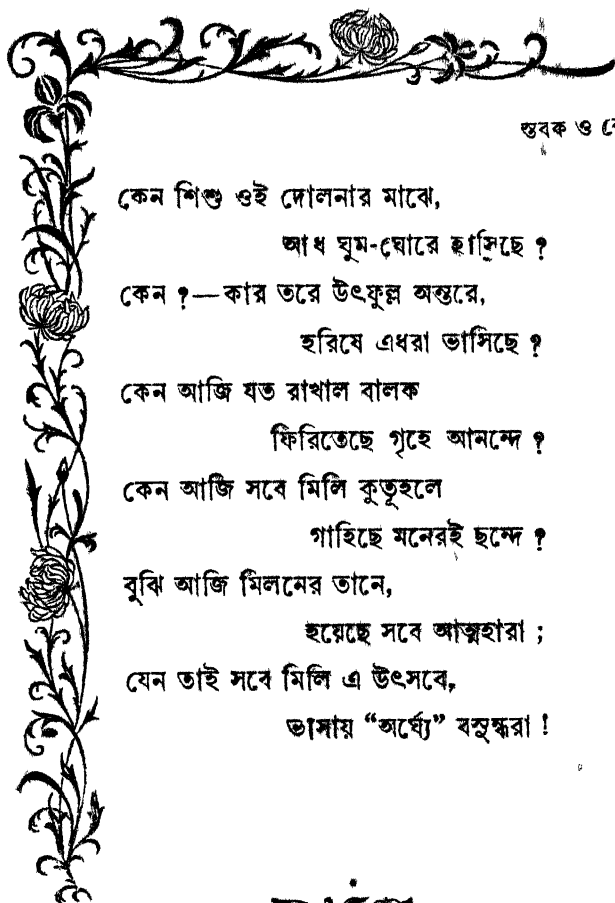 স্তবক ও
কেন শিশু ওই দোলনার মাঝে,
আধ ঘুম-ঘোরে হাসিছে ?
কেন ?—কার তরে উৎফুল্ল অন্তরে,
হরিষে এধরা ভাসিছে ?
কেন আজি যত রাখাল বালক
ফিরিতেছে গৃহে আনন্দে ?
কেন আজি সবে মিলি কুতূহলে
গাহিছে মনেরই ছন্দে ?
বুঝি আজি মিলনের তানে,
হয়েছে সবে আত্মহারা ;
যেন তাই সবে মিলি এ উৎসবে,
ভাসায় “অর্ঘ্যে” বসুন্ধরা !